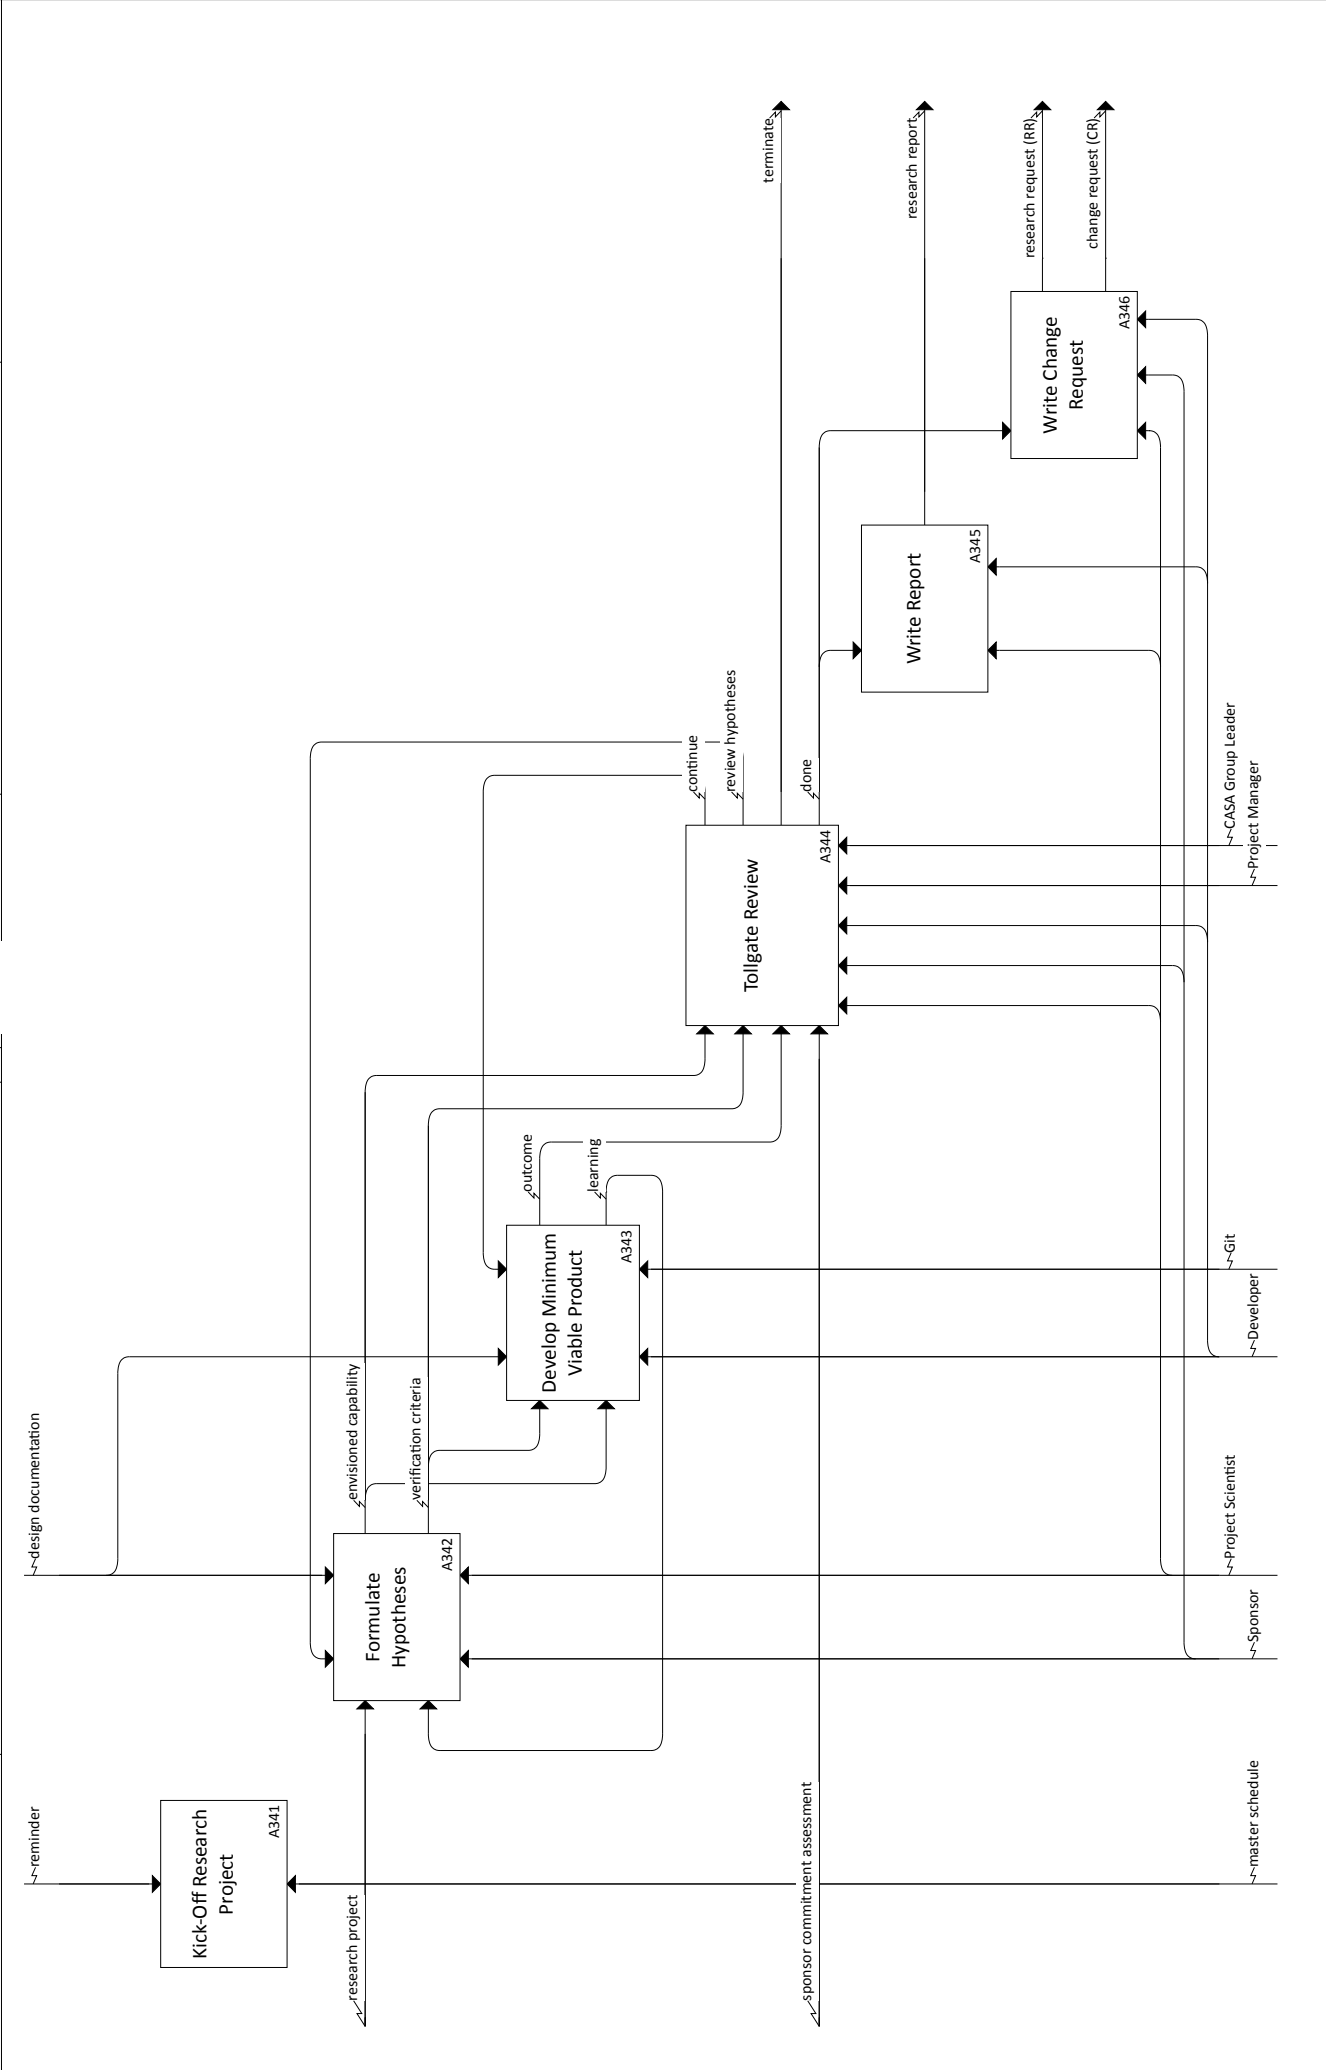 reminder
design documentation
Kick-Off Research
Project
A341
research project
Formulate
Hypotheses
A342
envisioned capability
verification criteria
Develop Minimum
Viable Product
A343
outcome
learning
sponsor commitment assessment
Tollgate Review
A344
continue
review hypotheses
done
terminate
Write Report
A345
research report
Write Change
Request
A346
research request (RR)
change request (CR)
master schedule
Sponsor
Project Scientist
Developer
Git
Project Manager
CASA Group Leader